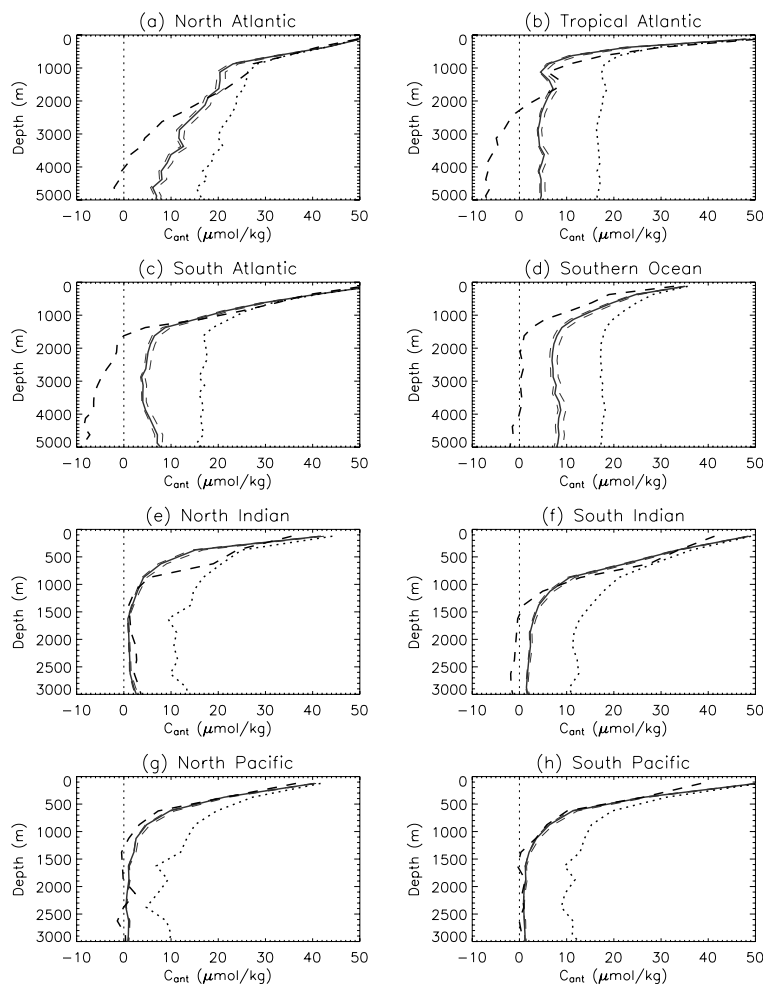 (a) North Atlantic
(b) Tropical Atlantic
0
1000
2000
3000
4000
5000
Depth (m)
−10 0 10 20 30 40 50
C_ant (μmol/kg)
0
1000
2000
3000
4000
5000
Depth (m)
−10 0 10 20 30 40 50
C_ant (μmol/kg)
(c) South Atlantic
(d) Southern Ocean
0
1000
2000
3000
4000
5000
Depth (m)
−10 0 10 20 30 40 50
C_ant (μmol/kg)
0
1000
2000
3000
4000
5000
Depth (m)
−10 0 10 20 30 40 50
C_ant (μmol/kg)
(e) North Indian
(f) South Indian
0
500
1000
1500
2000
2500
3000
Depth (m)
−10 0 10 20 30 40 50
C_ant (μmol/kg)
0
500
1000
1500
2000
2500
3000
Depth (m)
−10 0 10 20 30 40 50
C_ant (μmol/kg)
(g) North Pacific
(h) South Pacific
0
500
1000
1500
2000
2500
3000
Depth (m)
−10 0 10 20 30 40 50
C_ant (μmol/kg)
0
500
1000
1500
2000
2500
3000
Depth (m)
−10 0 10 20 30 40 50
C_ant (μmol/kg)